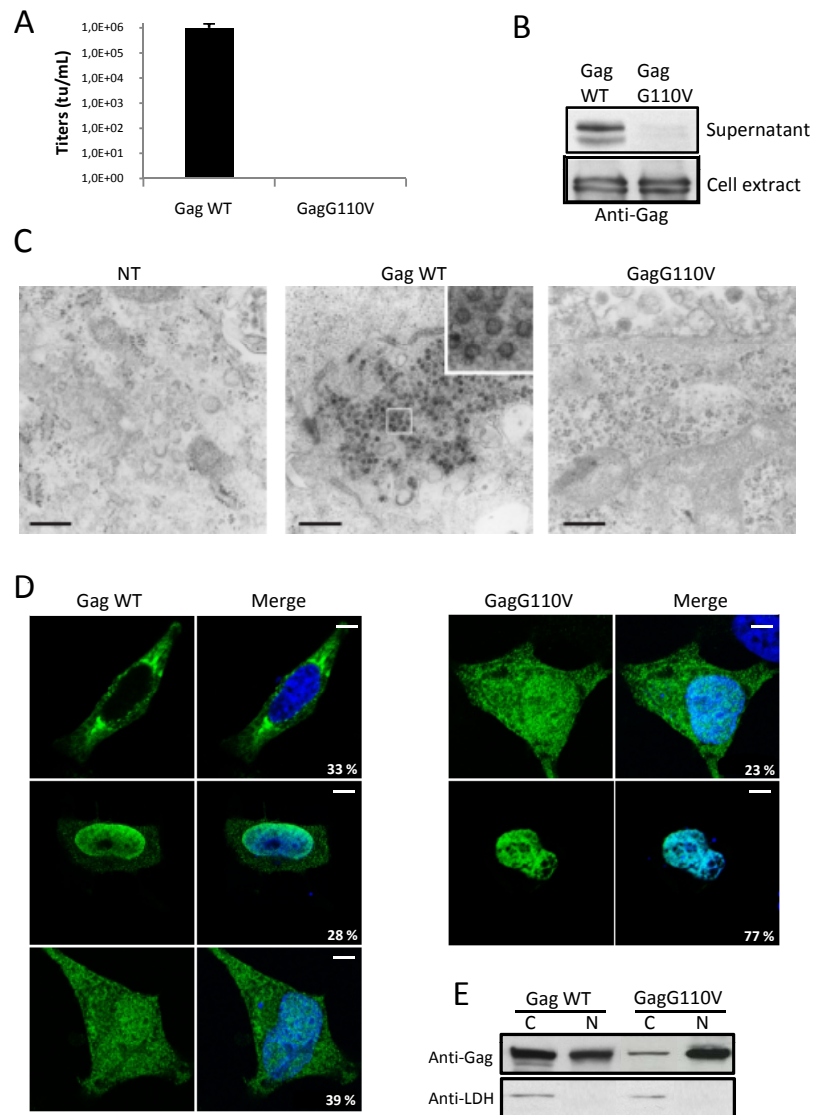 A
Titers (tu/mL)
1,0E+06
1,0E+05
1,0E+04
1,0E+03
1,0E+02
1,0E+01
1,0E+00
Gag WT
GagG110V
B
Gag WT
Gag G110V
Supernatant
Cell extract
Anti-Gag
C
NT
Gag WT
GagG110V
D
Gag WT
Merge
33 %
28 %
39 %
GagG110V
Merge
23 %
77 %
E
Gag WT
GagG110V
C
N
C
N
Anti-Gag
Anti-LDH